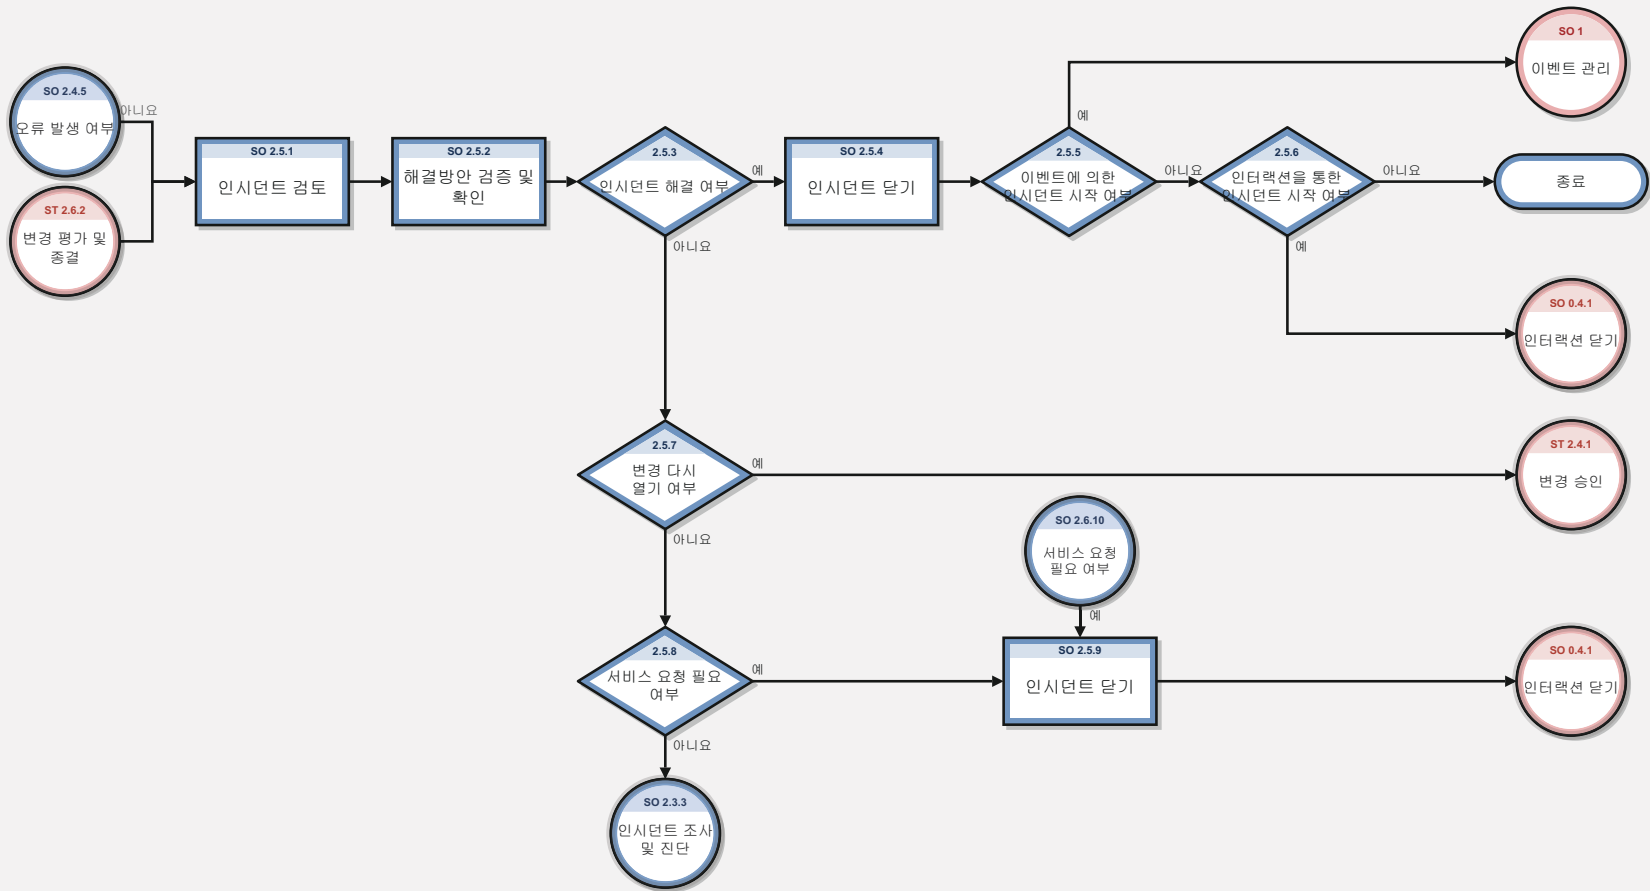 SO 1
이벤트 관리
SO 2.4.5
오류 발생 여부
아니요
ST 2.6.2
변경 평가 및
종결
SO 2.5.1
인시던트 검토
SO 2.5.2
해결방안 검증 및
확인
2.5.3
인시던트 해결 여부
예
아니요
SO 2.5.4
인시던트 닫기
2.5.5
이벤트에 의한
인시던트 시작 여부
예
아니요
2.5.6
인터랙션을 통한
인시던트 시작 여부
아니요
예
종료
SO 0.4.1
인터랙션 닫기
2.5.7
변경 다시
열기 여부
예
아니요
ST 2.4.1
변경 승인
SO 2.6.10
서비스 요청
필요 여부
예
2.5.8
서비스 요청 필요
여부
예
아니요
SO 2.5.9
인시던트 닫기
SO 0.4.1
인터랙션 닫기
SO 2.3.3
인시던트 조사
및 진단